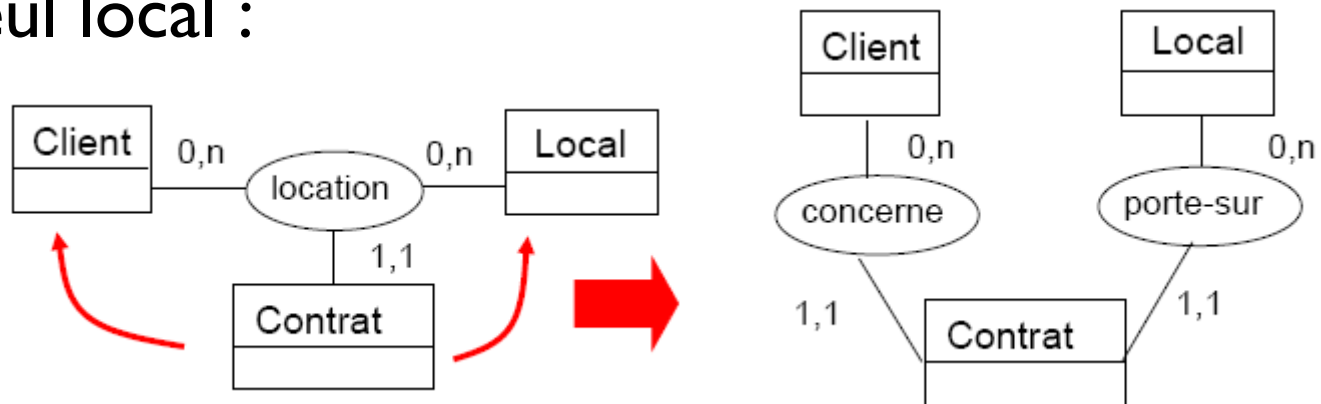 eul local :
Client
0,n
0,n
Local
location
1,1
Contrat
Client
Local
0,n
0,n
concerne
porte-sur
1,1
1,1
Contrat